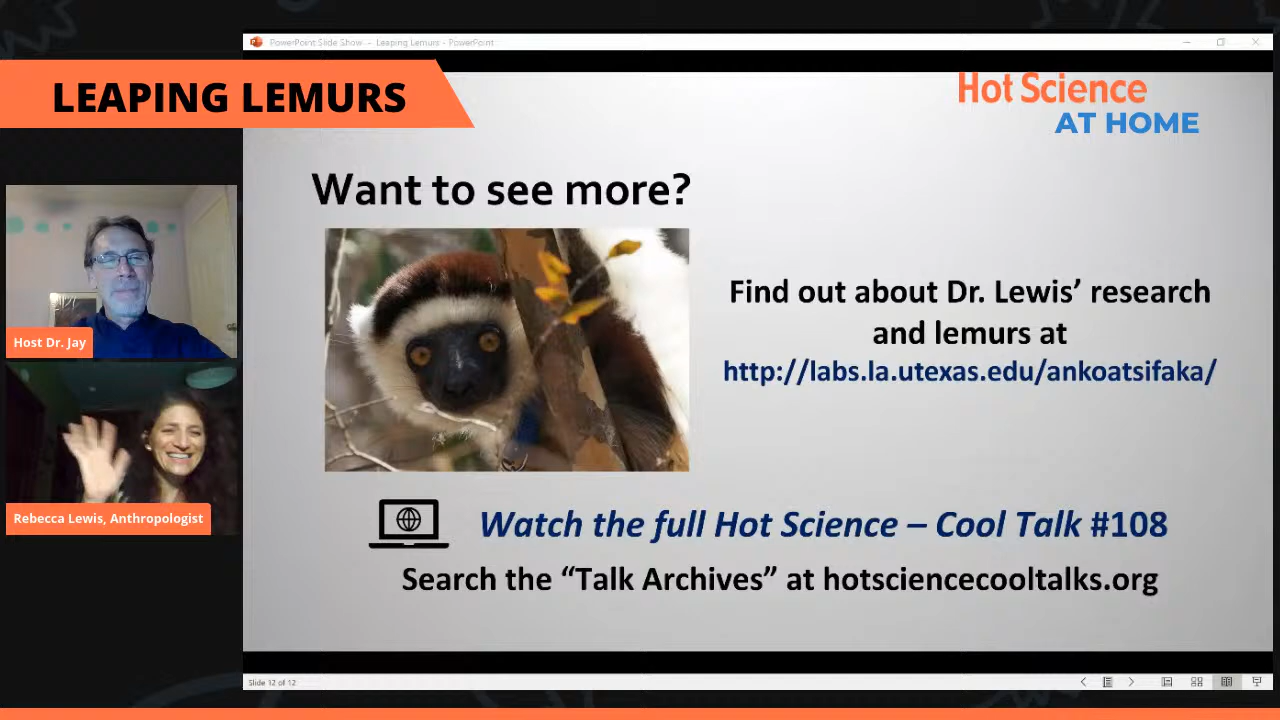 PowerPoint Slide Show - Leaping Lemurs - PowerPoint
LEAPING LEMURS
Hot Science
AT HOME
Want to see more?
Find out about Dr. Lewis’ research
and lemurs at
http://labs.la.utexas.edu/ankoatsifaka/
Host Dr. Jay
Rebecca Lewis, Anthropologist
Watch the full Hot Science – Cool Talk #108
Search the “Talk Archives” at hotsciencecooltalks.org
Slide 12 of 12